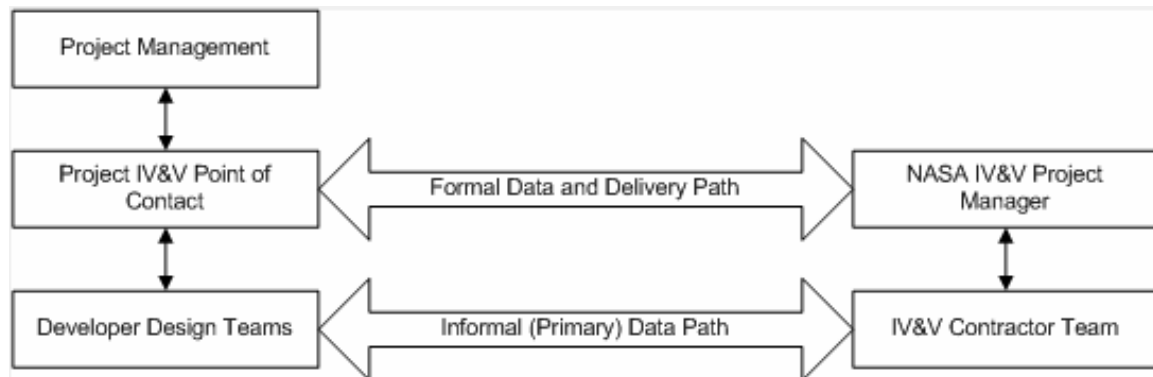 Project Management
Project IV&V Point of
Contact
Formal Data and Delivery Path
NASA IV&V Project
Manager
Developer Design Teams
Informal (Primary) Data Path
IV&V Contractor Team